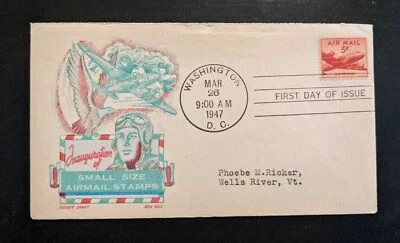 AIR MAIL
5¢
WASHINGTON
MAR
26
9:00 AM
1947
D. C.
FIRST DAY OF ISSUE
Inauguration
of
SMALL SIZE
AIRMAIL STAMPS
Phoebe M.Ricker,
Wells River, Vt.